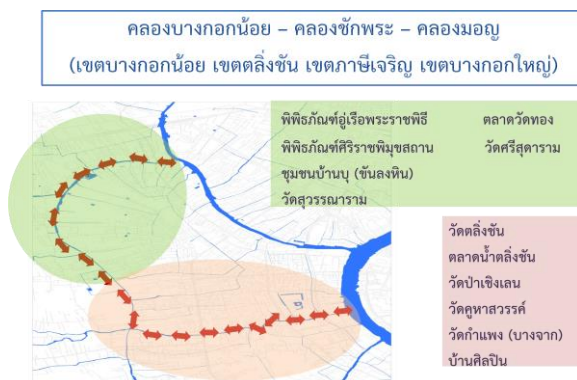 คลองบางกอกน้อย – คลองชักพระ – คลองมอญ
(เขตบางกอกน้อย เขตตลิ่งชัน เขตภาษีเจริญ เขตบางกอกใหญ่)
พิพิธภัณฑ์อู่เรือพระราชพิธี
พิพิธภัณฑ์ศิริราชพิมุขสถาน
ชุมชนบ้านบุ (ขันลงหิน)
วัดสุวรรณาราม
ตลาดวัดทอง
วัดศรีสุดาราม
วัดตลิ่งชัน
ตลาดน้ำตลิ่งชัน
วัดป่าเชิงเลน
วัดคูหาสวรรค์
วัดกำแพง (บางจาก)
บ้านศิลปิน